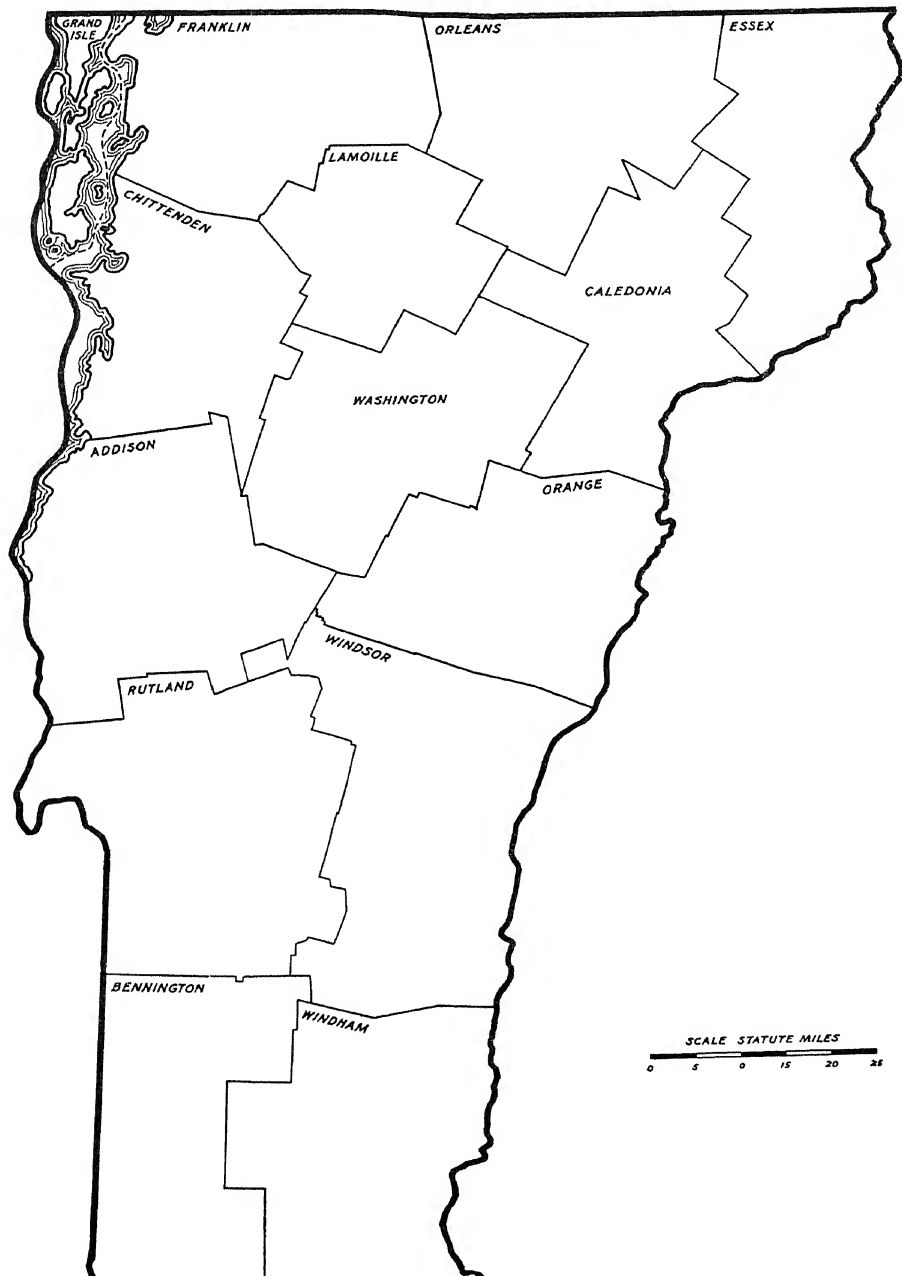 GRAND
ISLE
FRANKLIN
ORLEANS
ESSEX
LAMOILLE
CHITTENDEN
CALEDONIA
WASHINGTON
ADDISON
ORANGE
WINDSOR
RUTLAND
BENNINGTON
WINDHAM
SCALE STATUTE MILES
0 5 0 15 20 25